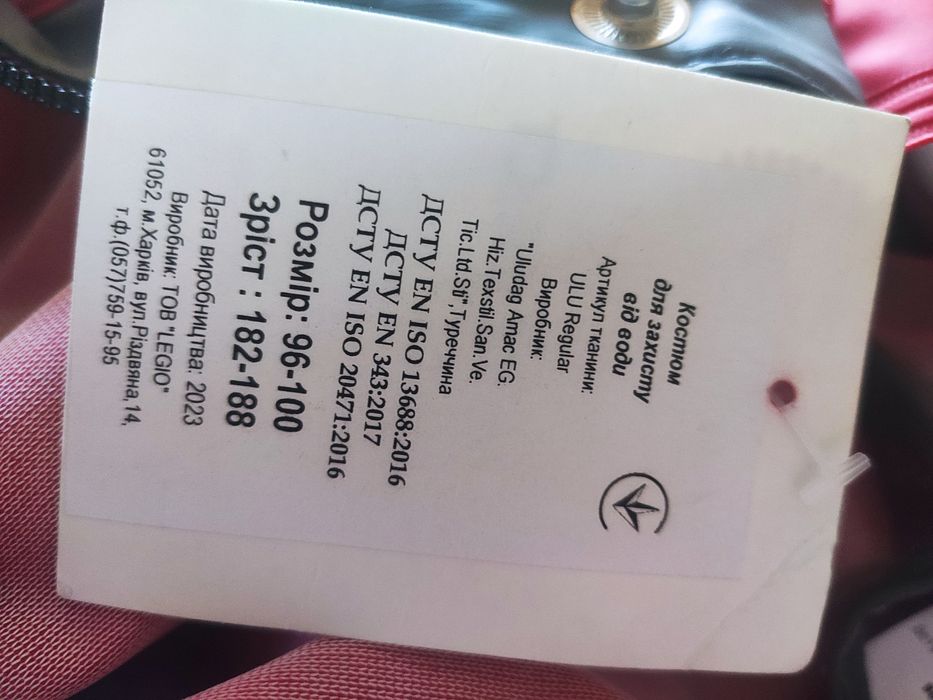 Костюм
для захисту
від води
Артикул тканини:
ULU Regular
Виробник:
"Uludag Amac EG.
Hiz.Texstil.San.Ve.
Tic.Ltd.Sti",Туреччина
ДСТУ EN ISO 13688:2016
ДСТУ EN 343:2017
ДСТУ EN ISO 20471:2016
Розмір: 96-100
Зріст : 182-188
Дата виробництва: 2023
Виробник: ТОВ "LEGIO"
61052, м.Харків, вул.Різдвяна,14,
т.ф.(057)759-15-95